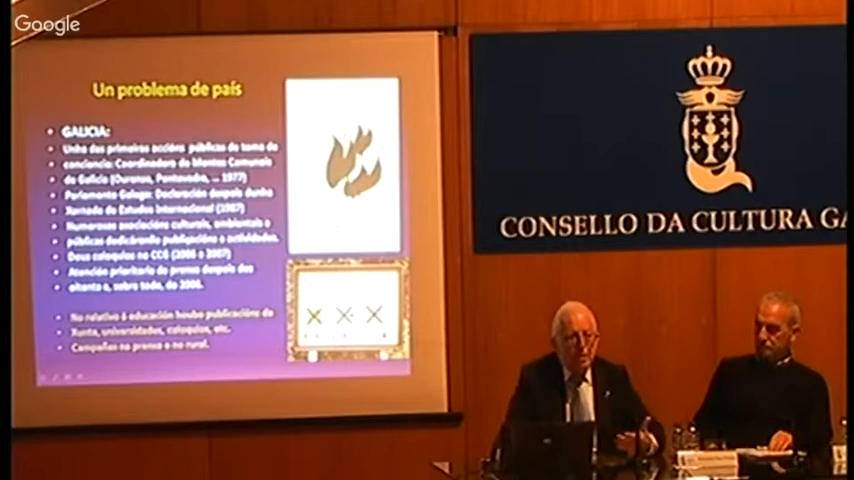 Google
Un problema de país
GALICIA:
Unha das primeiras accións públicas de toma de
conciencia: Coordinadora de Montes Comunais
de Galicia (Ourense, Pontevedra, ... 1977)
Parlamento Galego: Declaración despois dunha
Xornada de Estudos Internacional (1987)
Numerosas asociacións culturais, ambientais e
públicas dedicáronlle publicacións e actividades.
Dous coloquios no CCG (2006 e 2007)
Atención prioritaria da prensa despois dos
oitenta e, sobre todo, do 2006.
No relativo á educación houbo publicacións da
Xunta, universidades, coloquios, etc.
Campañas na prensa e no rural.
X X X
CONSELLO DA CULTURA GA